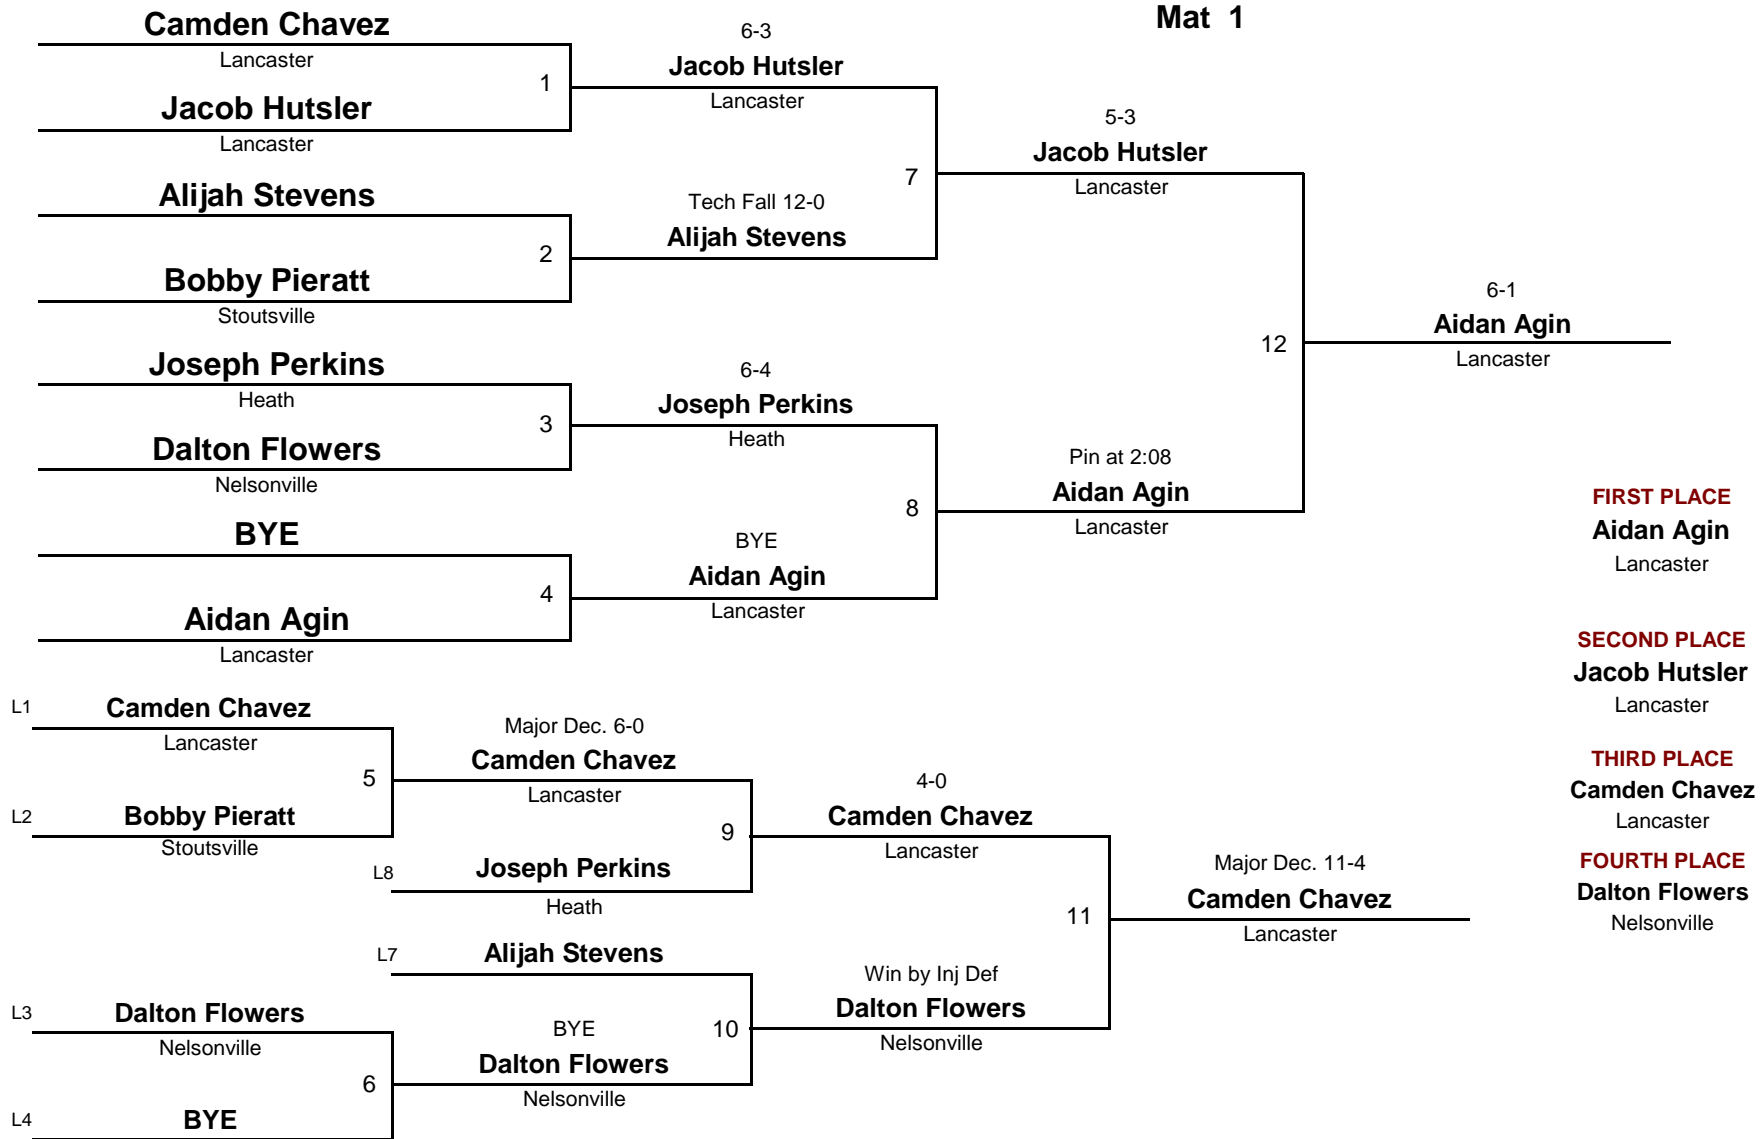 Mat 1
Camden Chavez
Lancaster
1
Jacob Hutsler
Lancaster
6-3
Jacob Hutsler
Lancaster
Alijah Stevens
2
Bobby Pieratt
Stoutsville
Tech Fall 12-0
Alijah Stevens
7
5-3
Jacob Hutsler
Lancaster
Joseph Perkins
Heath
3
Dalton Flowers
Nelsonville
6-4
Joseph Perkins
Heath
BYE
4
Aidan Agin
Lancaster
BYE
Aidan Agin
Lancaster
8
Pin at 2:08
Aidan Agin
Lancaster
12
6-1
Aidan Agin
Lancaster
FIRST PLACE
Aidan Agin
Lancaster
SECOND PLACE
Jacob Hutsler
Lancaster
THIRD PLACE
Camden Chavez
Lancaster
FOURTH PLACE
Dalton Flowers
Nelsonville
L1
Camden Chavez
Lancaster
5
L2
Bobby Pieratt
Stoutsville
Major Dec. 6-0
Camden Chavez
Lancaster
9
L8
Joseph Perkins
Heath
4-0
Camden Chavez
Lancaster
L7
Alijah Stevens
L3
Dalton Flowers
Nelsonville
6
L4
BYE
BYE
Dalton Flowers
Nelsonville
10
Win by Inj Def
Dalton Flowers
Nelsonville
11
Major Dec. 11-4
Camden Chavez
Lancaster